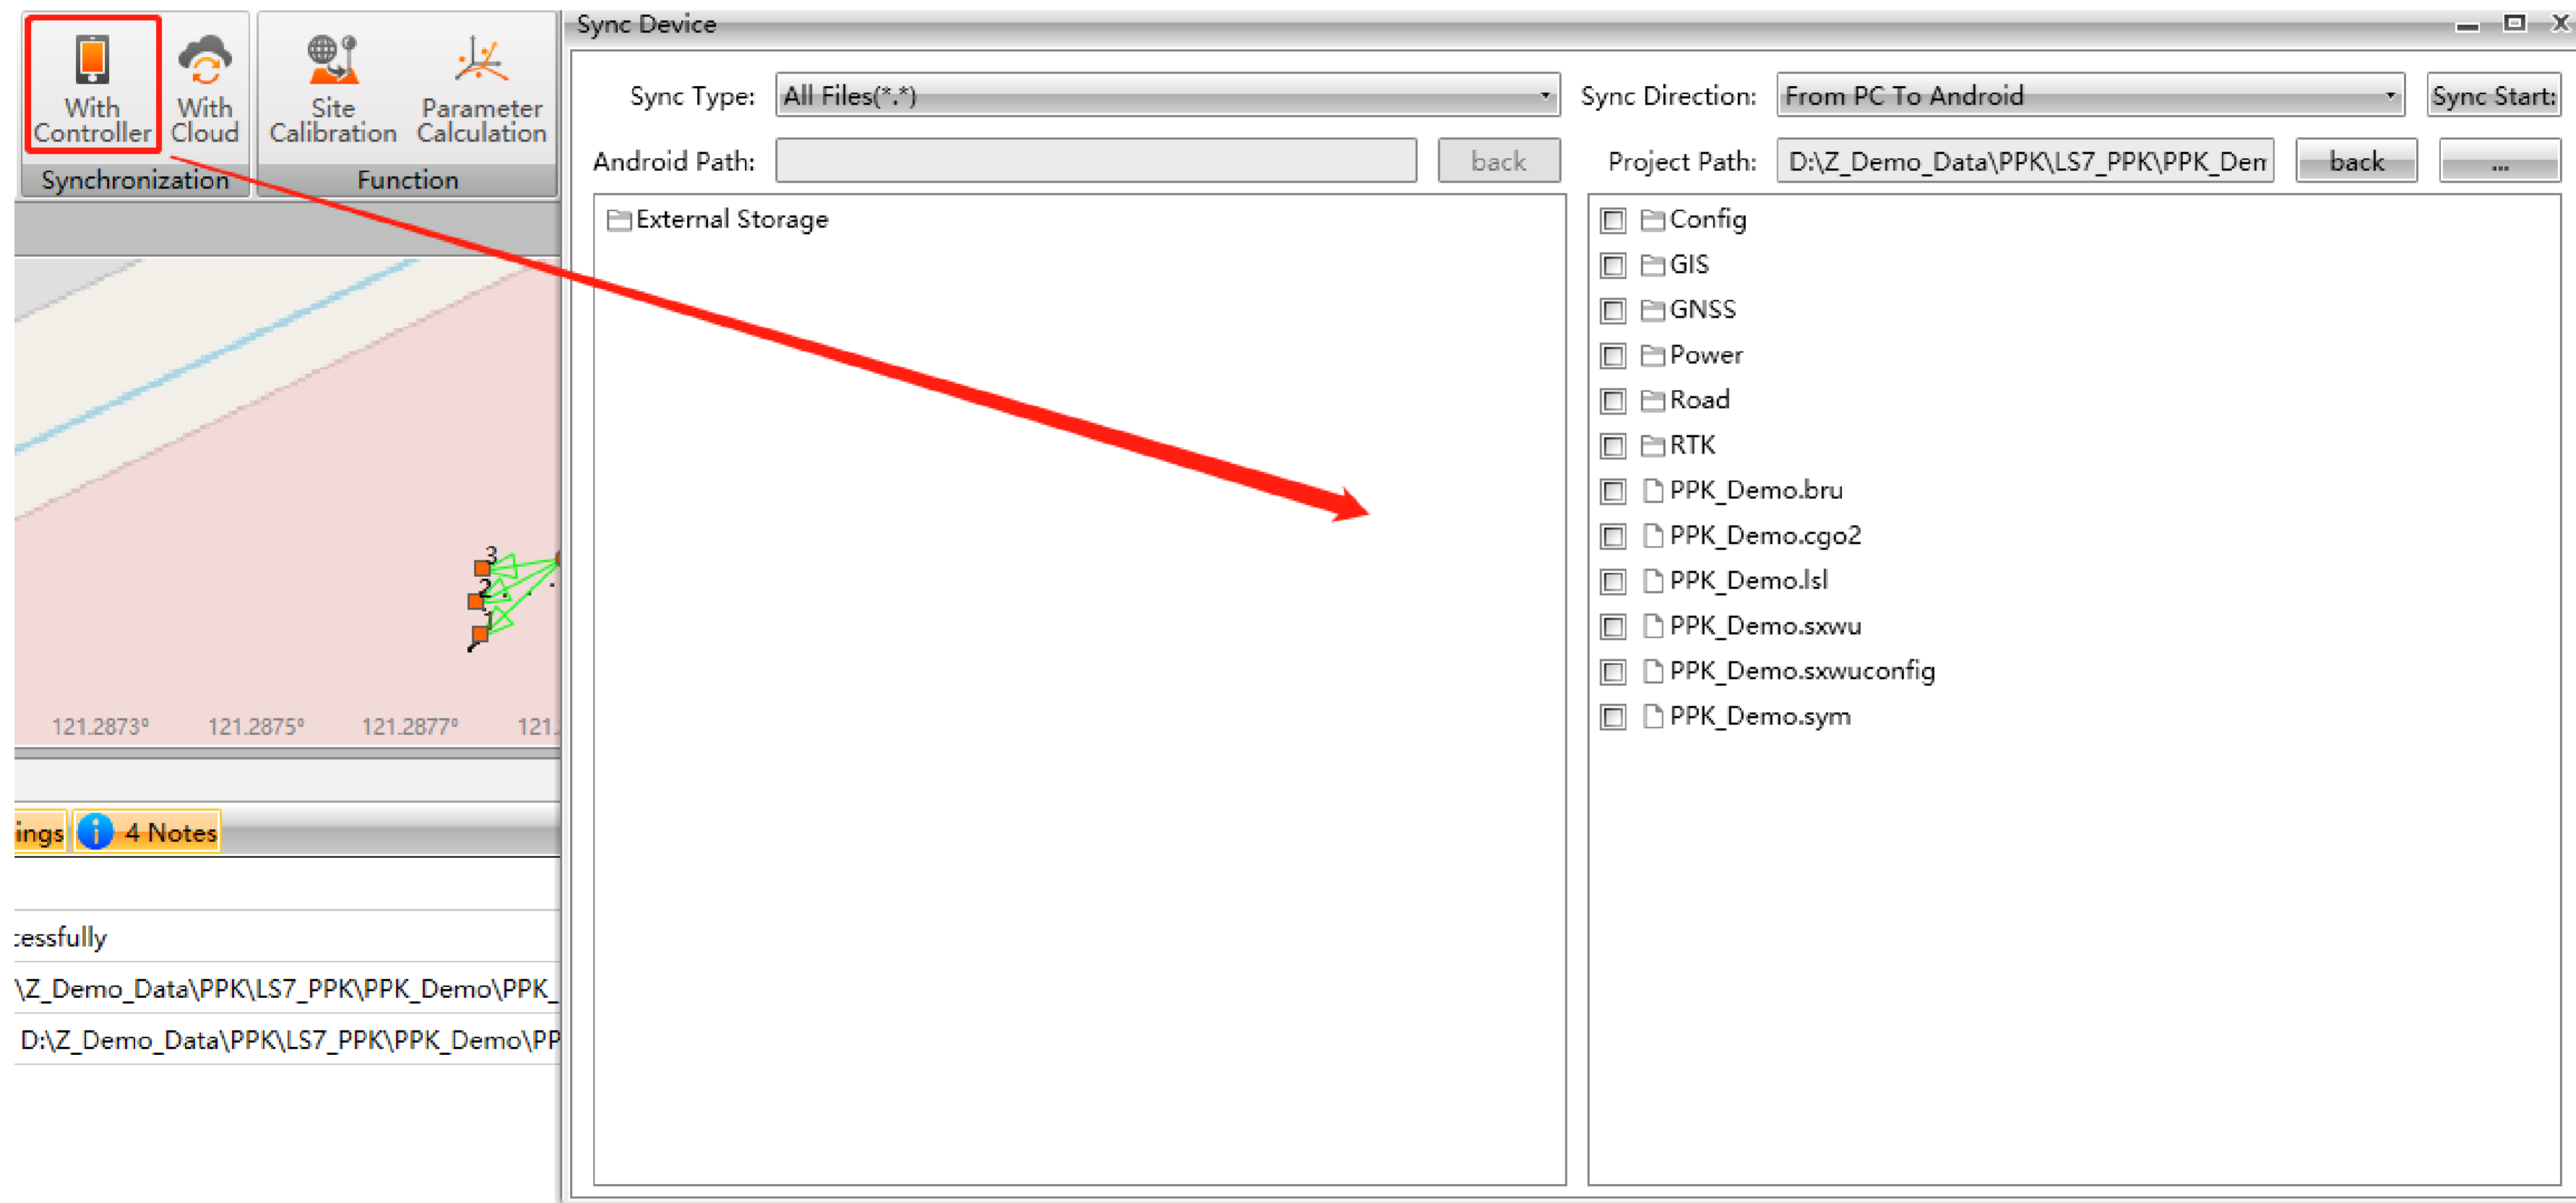 Sync Device
With
Controller
With
Cloud
Site
Calibration
Parameter
Calculation
Synchronization
Function
Sync Type:
All Files(*.*)
Sync Direction:
From PC To Android
Sync Start:
Android Path:
back
Project Path:
D:\Z_Demo_Data\PPK\LS7_PPK\PPK_Dem
back
...
External Storage
Config
GIS
GNSS
Power
Road
RTK
PPK_Demo.bru
PPK_Demo.cgo2
PPK_Demo.lsl
PPK_Demo.sxwu
PPK_Demo.sxwuconfig
PPK_Demo.sym
3
2
1
121.2873° 121.2875° 121.2877° 121.
ings
4 Notes
cessfully
\Z_Demo_Data\PPK\LS7_PPK\PPK_Demo\PPK_
D:\Z_Demo_Data\PPK\LS7_PPK\PPK_Demo\PP